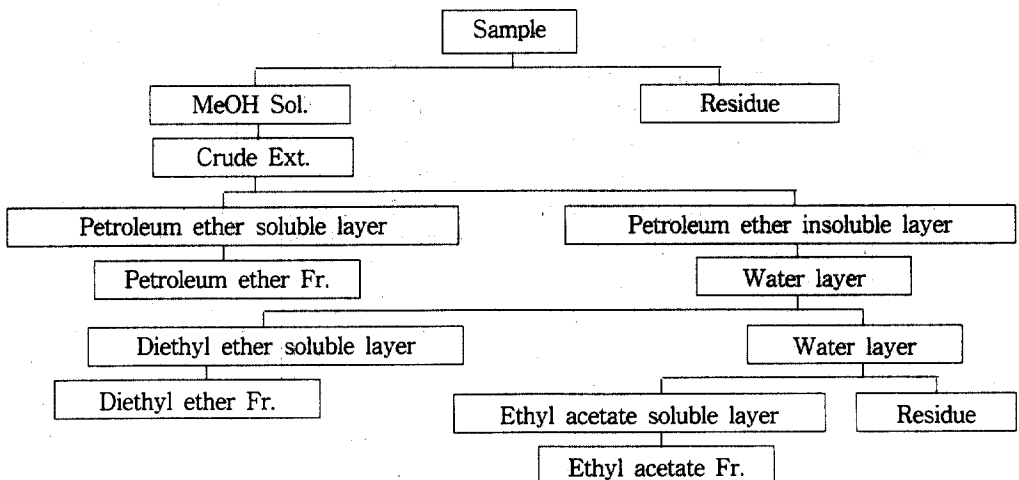 Sample
MeOH Sol.
Residue
Crude Ext.
Petroleum ether soluble layer
Petroleum ether insoluble layer
Petroleum ether Fr.
Water layer
Diethyl ether soluble layer
Water layer
Diethyl ether Fr.
Ethyl acetate soluble layer
Residue
Ethyl acetate Fr.